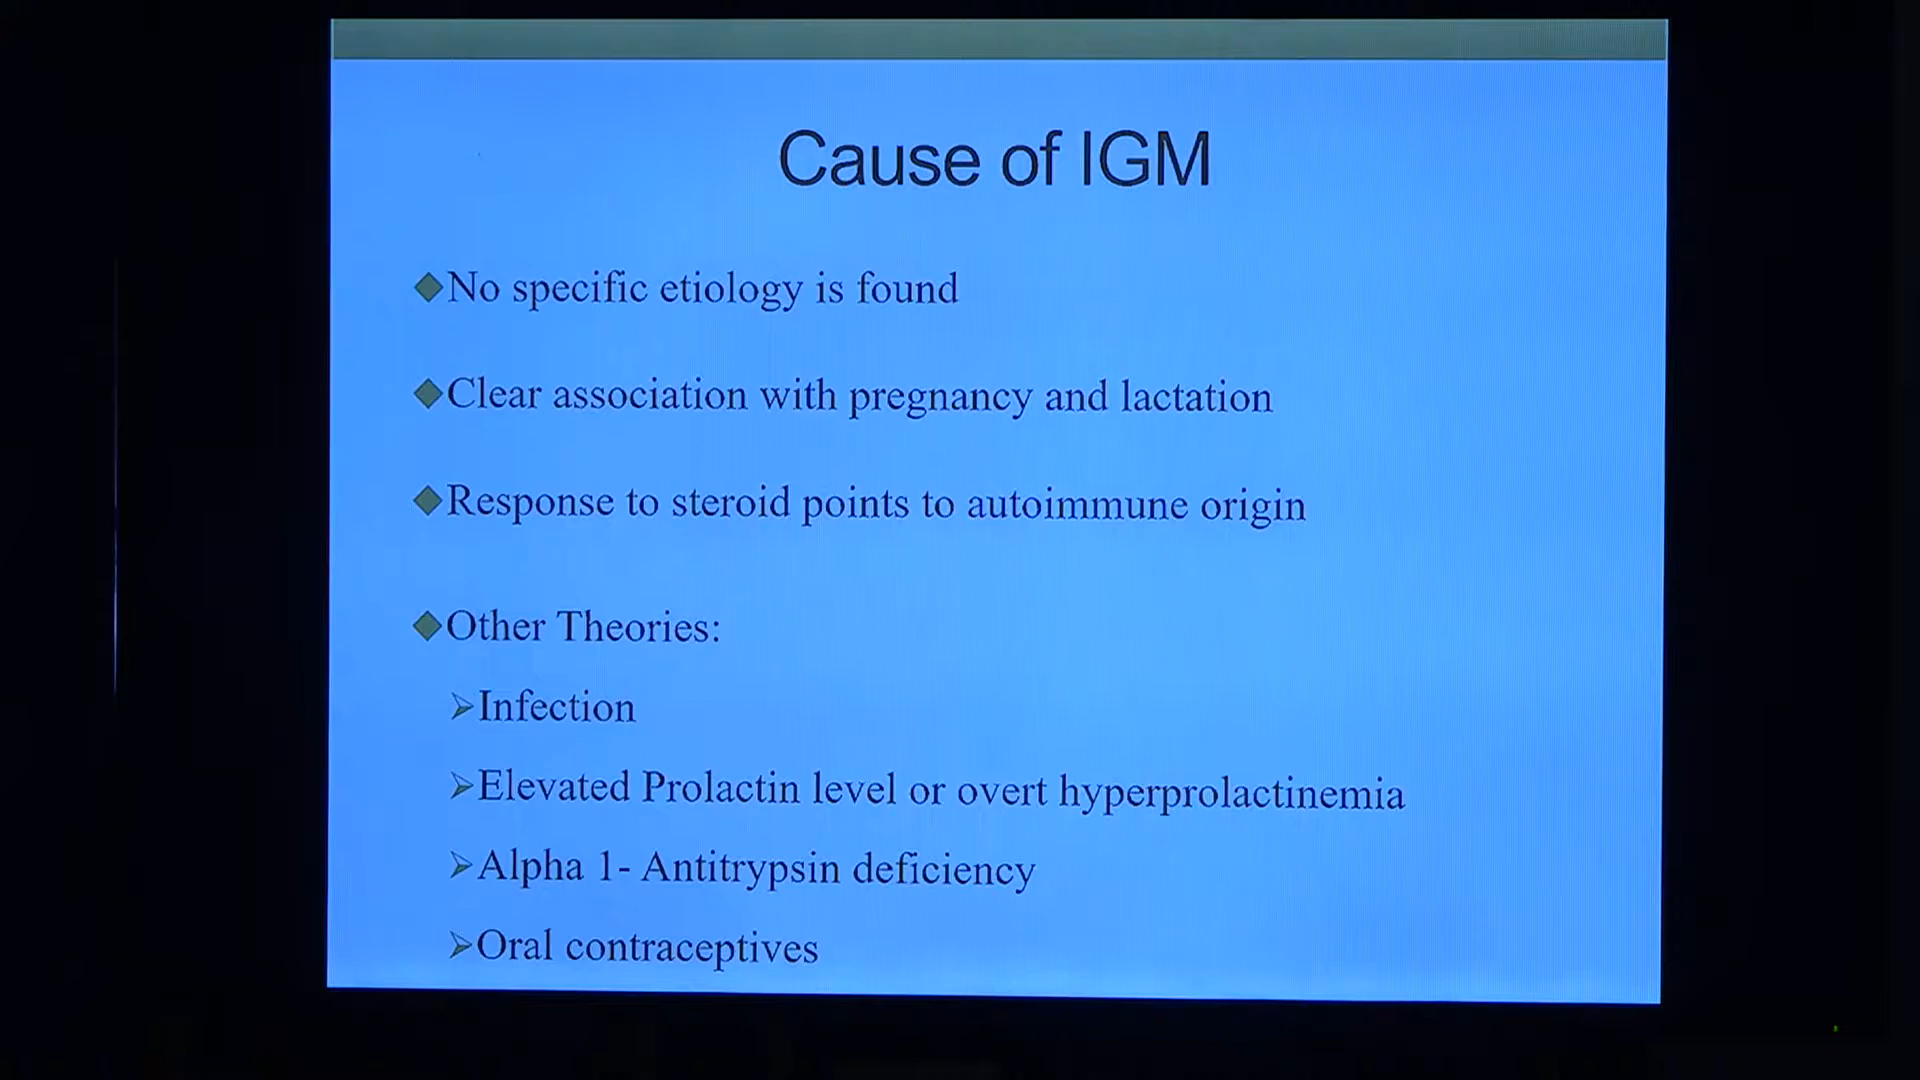 Cause of IGM
No specific etiology is found
Clear association with pregnancy and lactation
Response to steroid points to autoimmune origin
Other Theories:
Infection
Elevated Prolactin level or overt hyperprolactinemia
Alpha 1- Antitrypsin deficiency
Oral contraceptives